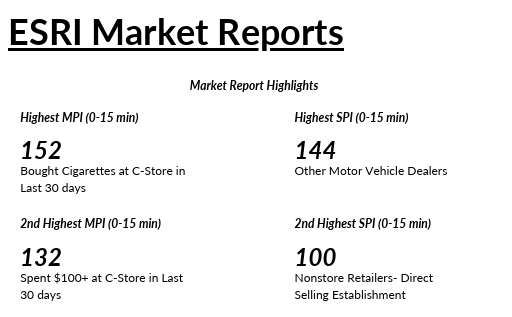 ESRI Market Reports
Market Report Highlights
Highest MPI (0-15 min)
152
Bought Cigarettes at C-Store in
Last 30 days
Highest SPI (0-15 min)
144
Other Motor Vehicle Dealers
2nd Highest MPI (0-15 min)
132
Spent $100+ at C-Store in Last
30 days
2nd Highest SPI (0-15 min)
100
Nonstore Retailers- Direct
Selling Establishment